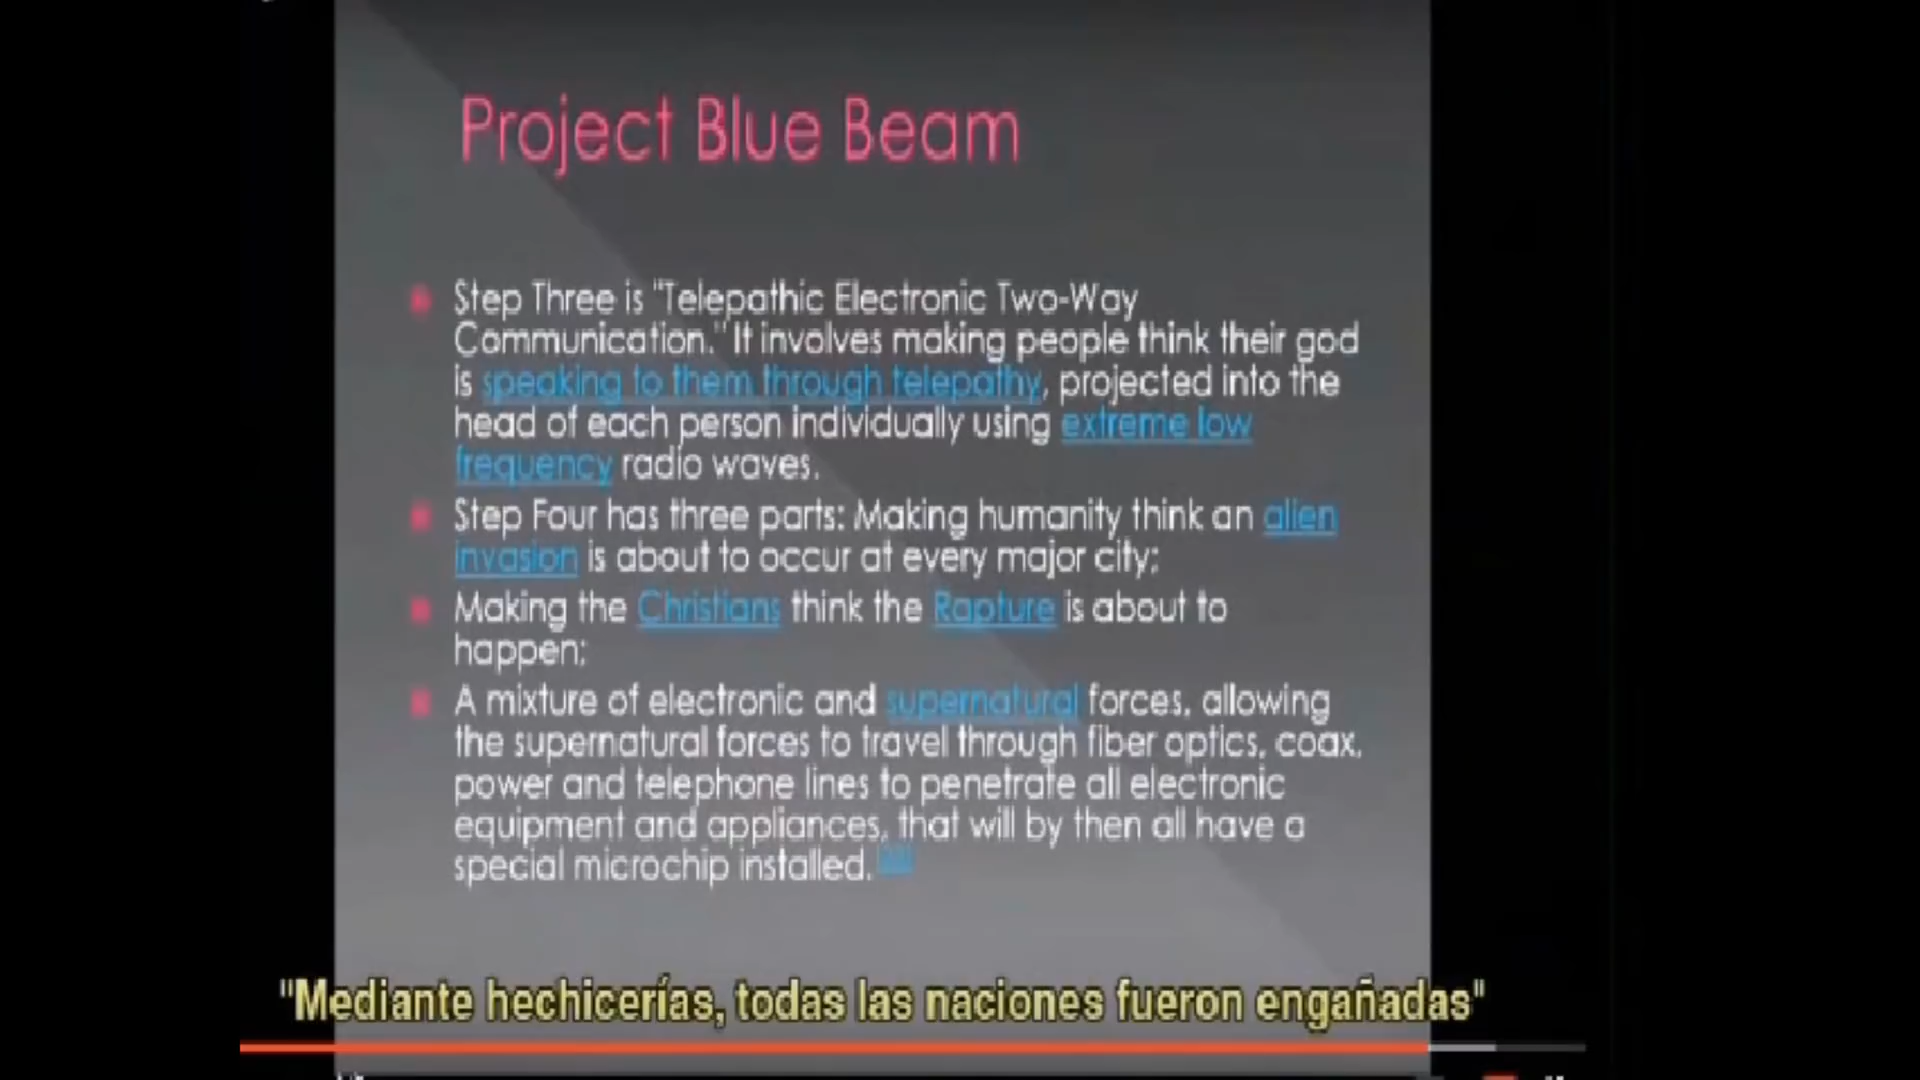 Project Blue Beam
Step Three is "Telepathic Electronic Two-Way
Communication." It involves making people think their god
is speaking to them through telepathy, projected into the
head of each person individually using extreme low
frequency radio waves.
Step Four has three parts: Making humanity think an alien
invasion is about to occur at every major city;
Making the Christians think the Rapture is about to
happen;
A mixture of electronic and supernatural forces, allowing
the supernatural forces to travel through fiber optics, coax,
power and telephone lines to penetrate all electronic
equipment and appliances, that will by then all have a
special microchip installed.
"Mediante hechicerías, todas las naciones fueron engañadas"